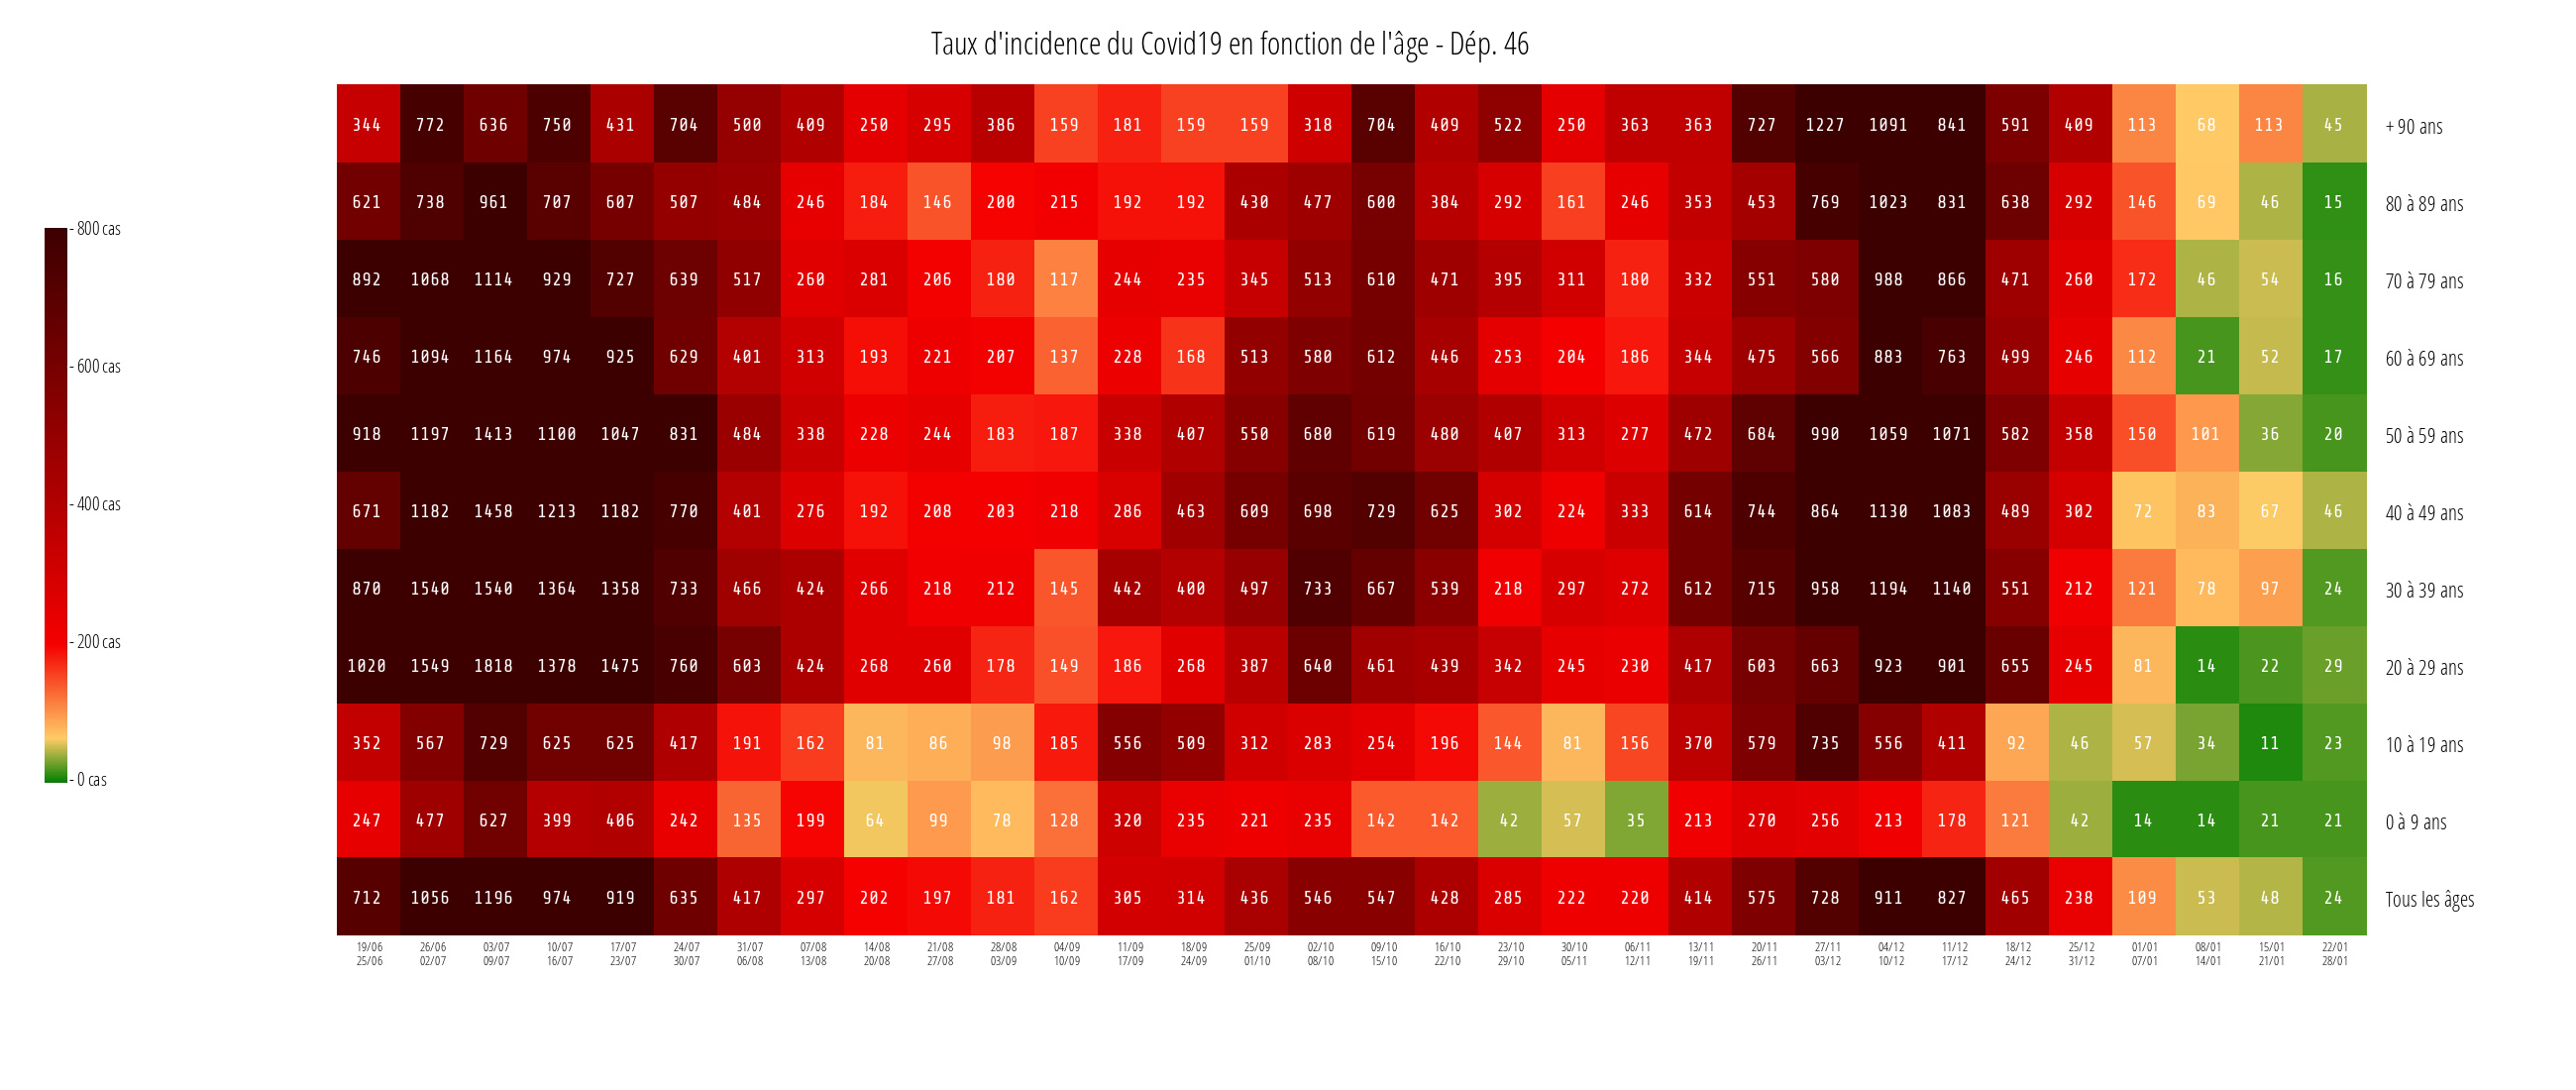 Taux d'incidence du Covid19 en fonction de l'âge - Dép. 46
- 800 cas
- 600 cas
- 400 cas
- 200 cas
- 0 cas
344 772 636 750 431 704 500 409 250 295 386 159 181 159 159 318 704 409 522 250 363 363 727 1227 1091 841 591 409 113 68 113 45 + 90 ans
621 738 961 707 607 507 484 246 184 146 200 215 192 192 430 477 600 384 292 161 246 353 453 769 1023 831 638 292 146 69 46 15 80 à 89 ans
892 1068 1114 929 727 639 517 260 281 206 180 117 244 235 345 513 610 471 395 311 180 332 551 580 988 866 471 260 172 46 54 16 70 à 79 ans
746 1094 1164 974 925 629 401 313 193 221 207 137 228 168 513 580 612 446 253 204 186 344 475 566 883 763 499 246 112 21 52 17 60 à 69 ans
918 1197 1413 1100 1047 831 484 338 228 244 183 187 338 407 550 680 619 480 407 313 277 472 684 990 1059 1071 582 358 150 101 36 20 50 à 59 ans
671 1182 1458 1213 1182 770 401 276 192 208 203 218 286 463 609 698 729 625 302 224 333 614 744 864 1130 1083 489 302 72 83 67 46 40 à 49 ans
870 1540 1540 1364 1358 733 466 424 266 218 212 145 442 400 497 733 667 539 218 297 272 612 715 958 1194 1140 551 212 121 78 97 24 30 à 39 ans
1020 1549 1818 1378 1475 760 603 424 268 260 178 149 186 268 387 640 461 439 342 245 230 417 603 663 923 901 655 245 81 14 22 29 20 à 29 ans
352 567 729 625 625 417 191 162 81 86 98 185 556 509 312 283 254 196 144 81 156 370 579 735 556 411 92 46 57 34 11 23 10 à 19 ans
247 477 627 399 406 242 135 199 64 99 78 128 320 235 221 235 142 142 42 57 35 213 270 256 213 178 121 42 14 14 21 21 0 à 9 ans
712 1056 1196 974 919 635 417 297 202 197 181 162 305 314 436 546 547 428 285 222 220 414 575 728 911 827 465 238 109 53 48 24 Tous les âges
19/06 26/06 03/07 10/07 17/07 24/07 31/07 07/08 14/08 21/08 28/08 04/09 11/09 18/09 25/09 02/10 09/10 16/10 23/10 30/10 06/11 13/11 20/11 27/11 04/12 11/12 18/12 25/12 01/01 08/01 15/01 22/01
25/06 02/07 09/07 16/07 23/07 30/07 06/08 13/08 20/08 27/08 03/09 10/09 17/09 24/09 01/10 08/10 15/10 22/10 29/10 05/11 12/11 19/11 26/11 03/12 10/12 17/12 24/12 31/12 07/01 14/01 21/01 28/01